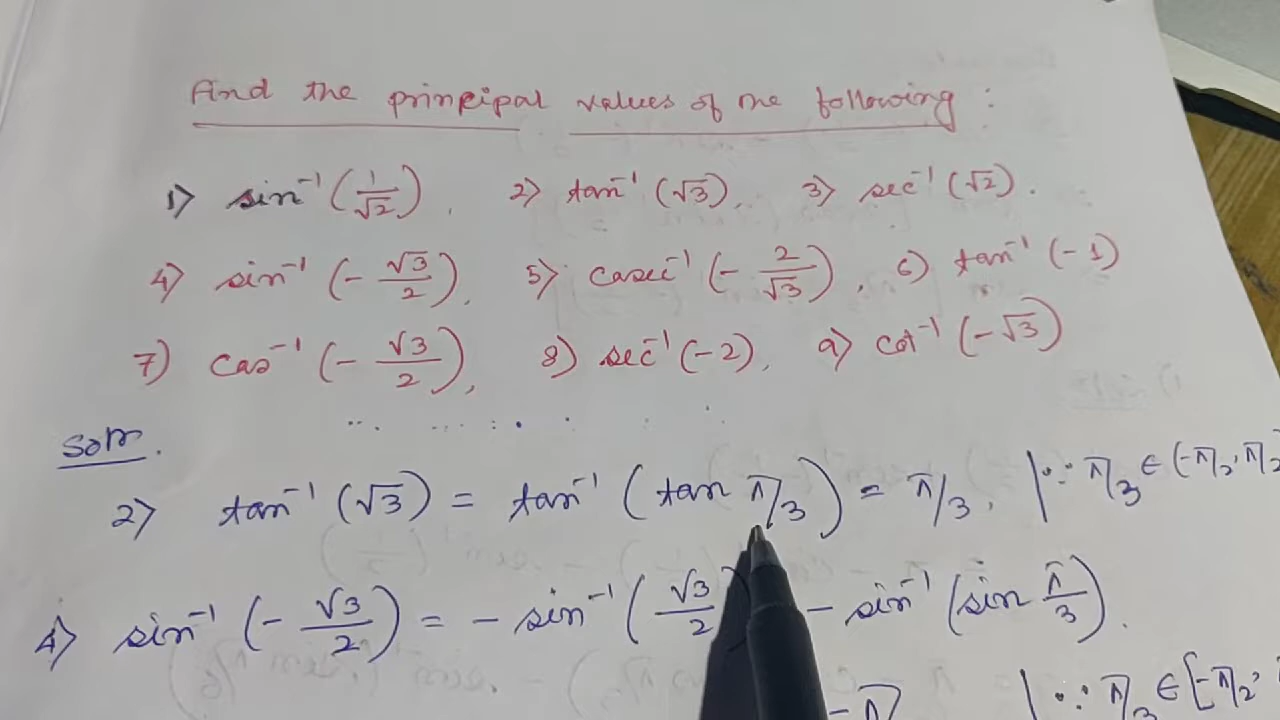 Find the principal values of the following :
1) sin⁻¹(1/√2), 2) tan⁻¹(√3), 3) sec⁻¹(√2).
4) sin⁻¹(-√3/2), 5) cosec⁻¹(-2/√3), 6) tan⁻¹(-1)
7) cos⁻¹(-√3/2), 8) sec⁻¹(-2), 9) cot⁻¹(-√3)
Soln.
2) tan⁻¹(√3) = tan⁻¹(tan π/3) = π/3. | ∵ π/3 ∈ (-π/2, π/2
4) sin⁻¹(-√3/2) = - sin⁻¹(√3/2) - sin⁻¹(sin π/3).
-π | ∵ π/3 ∈ [-π/2,